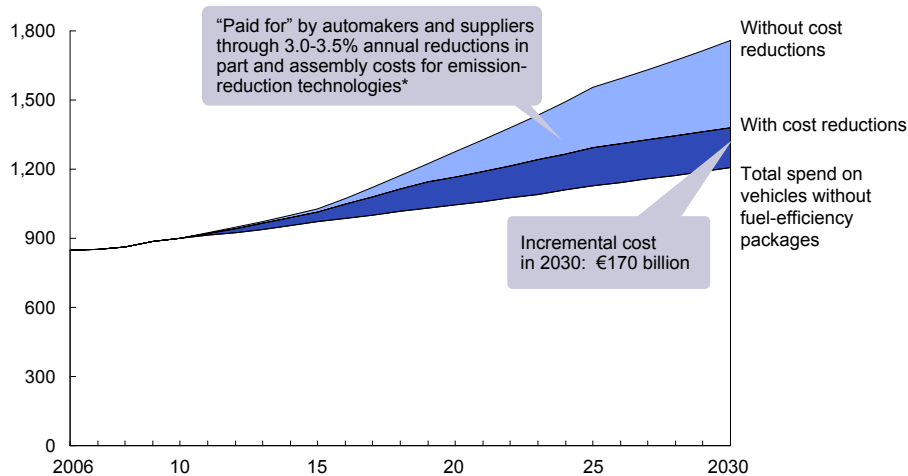 1,800
1,500
1,200
900
600
300
0
2006
10
15
20
25
2030
“Paid for” by automakers and suppliers
through 3.0-3.5% annual reductions in
part and assembly costs for emission-
reduction technologies*
Incremental cost
in 2030:  €170 billion
Without cost
reductions
With cost reductions
Total spend on
vehicles without
fuel-efficiency
packages